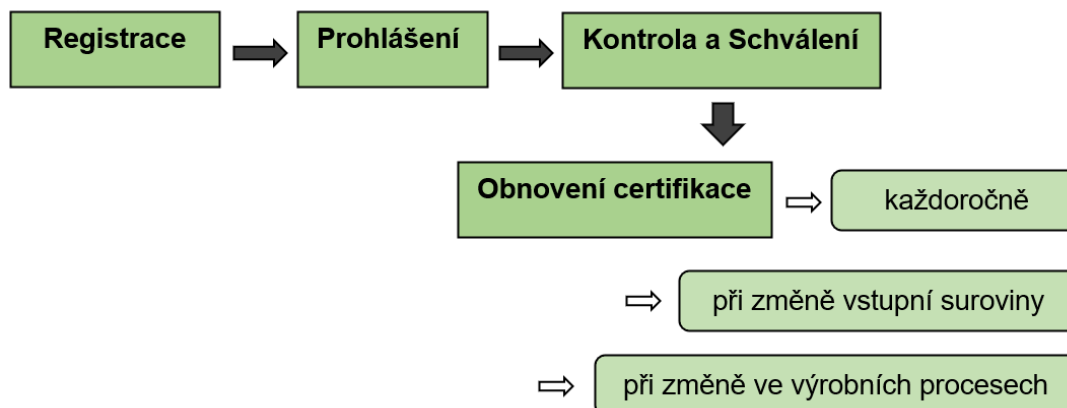 Registrace
Prohlášení
Kontrola a Schválení
Obnovení certifikace
každoročně
při změně vstupní suroviny
při změně ve výrobních procesech